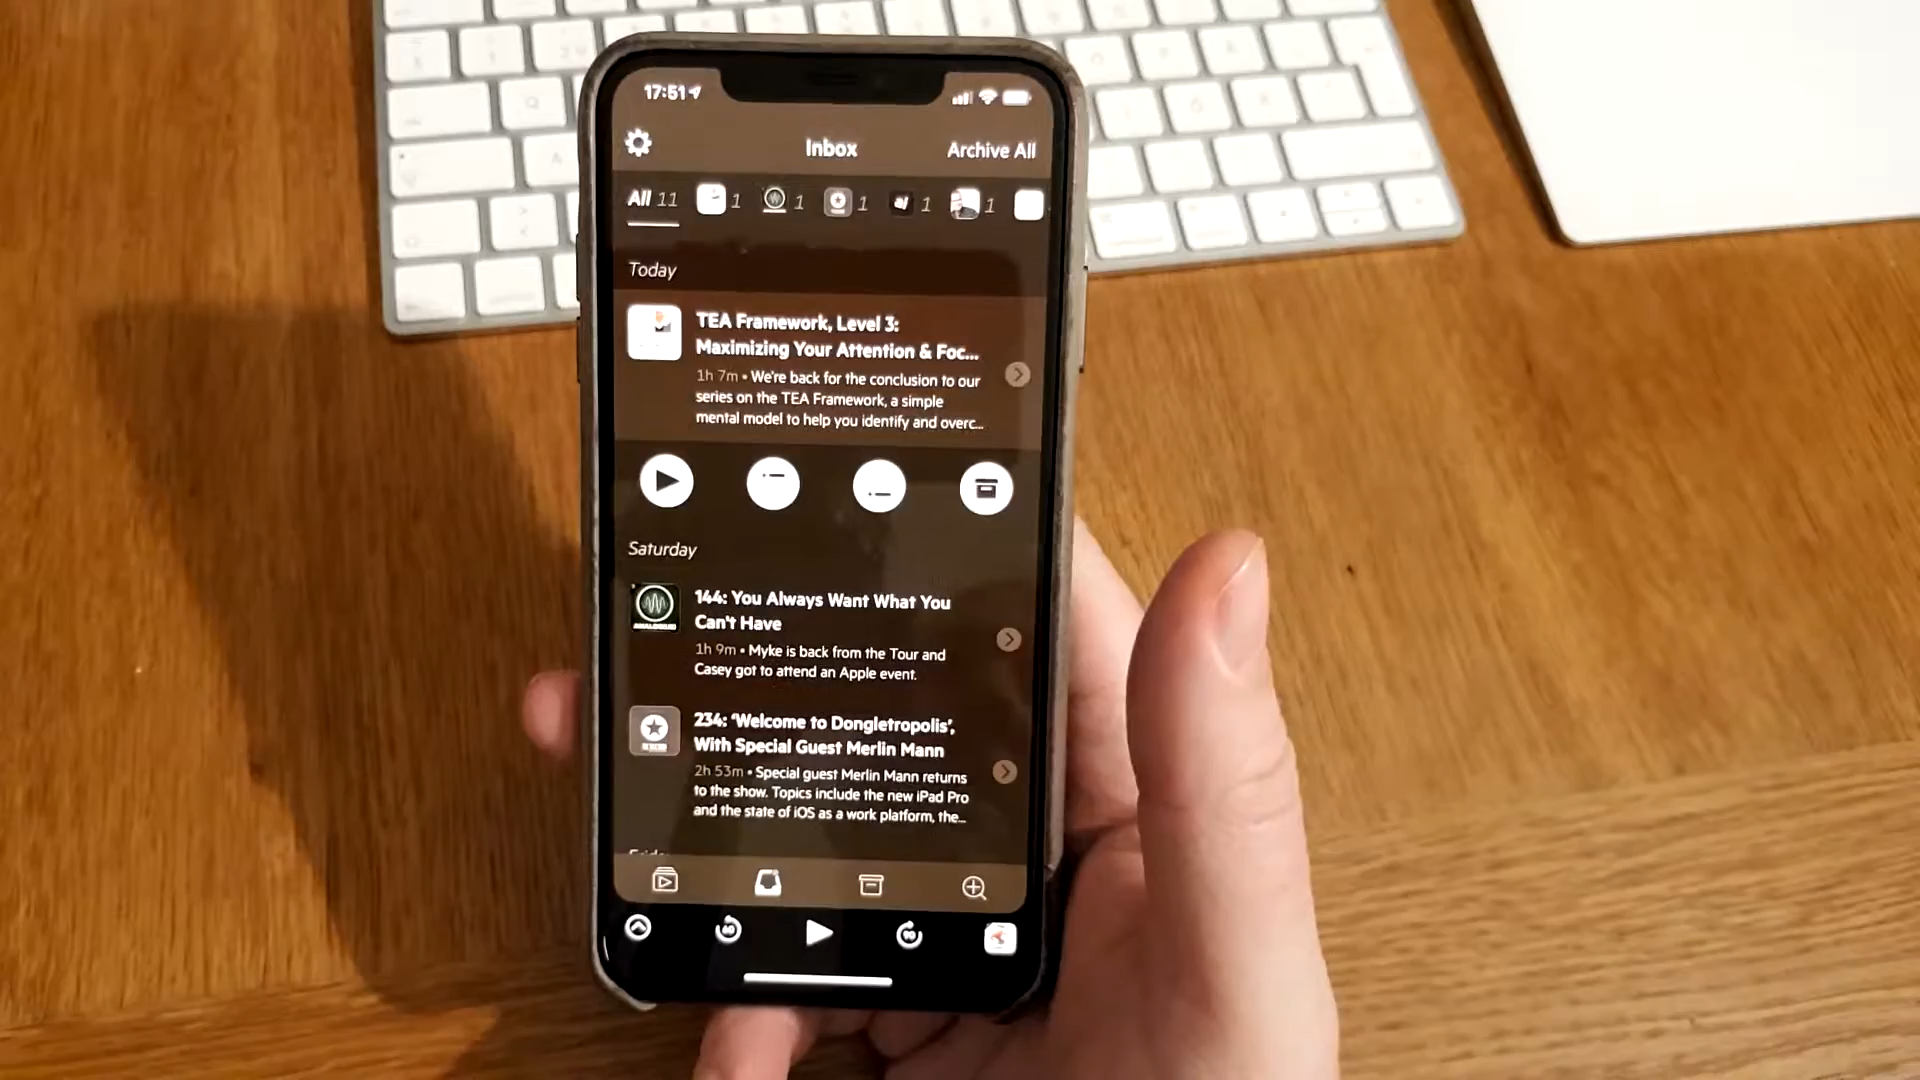 17:51
Inbox
Archive All
All 11
1
1
1
1
1
Today
TEA Framework, Level 3:
Maximizing Your Attention & Foc...
1h 7m • We're back for the conclusion to our
series on the TEA Framework, a simple
mental model to help you identify and overc...
Saturday
144: You Always Want What You
Can't Have
1h 9m • Myke is back from the Tour and
Casey got to attend an Apple event.
234: ‘Welcome to Dongletropolis’,
With Special Guest Merlin Mann
2h 53m • Special guest Merlin Mann returns
to the show. Topics include the new iPad Pro
and the state of iOS as a work platform, the...